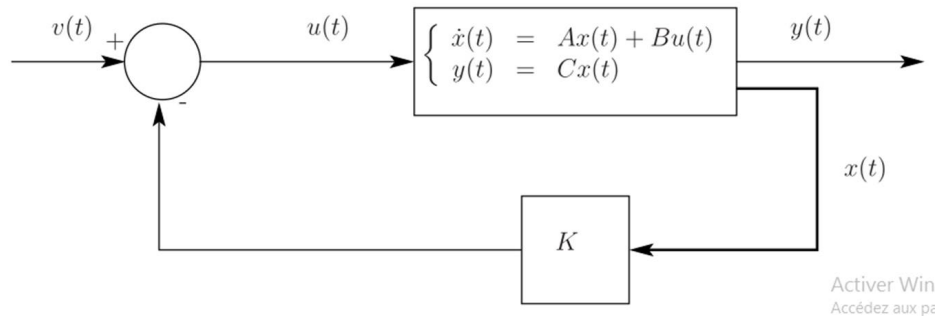 v(t)
+
u(t)
ẋ(t) = Ax(t) + Bu(t)
y(t) = Cx(t)
y(t)
-
x(t)
K
Activer Win
Accédez aux pa